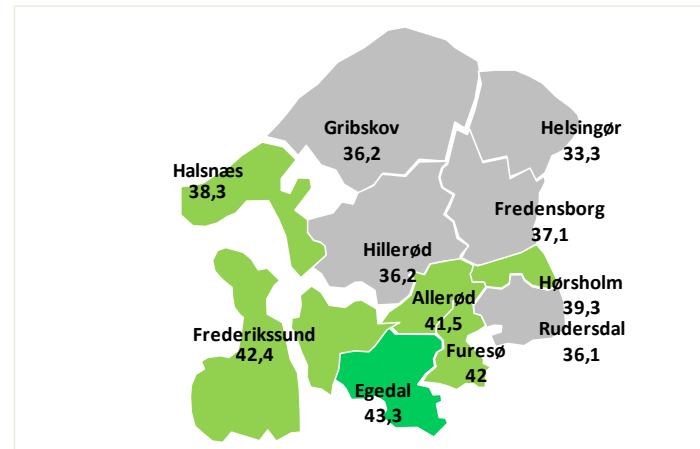 Gribskov
36,2
Helsingør
33,3
Halsnæs
38,3
Fredensborg
37,1
Hillerød
36,2
Hørsholm
39,3
Allerød
41,5
Rudersdal
36,1
Frederikssund
42,4
Furesø
42
Egedal
43,3